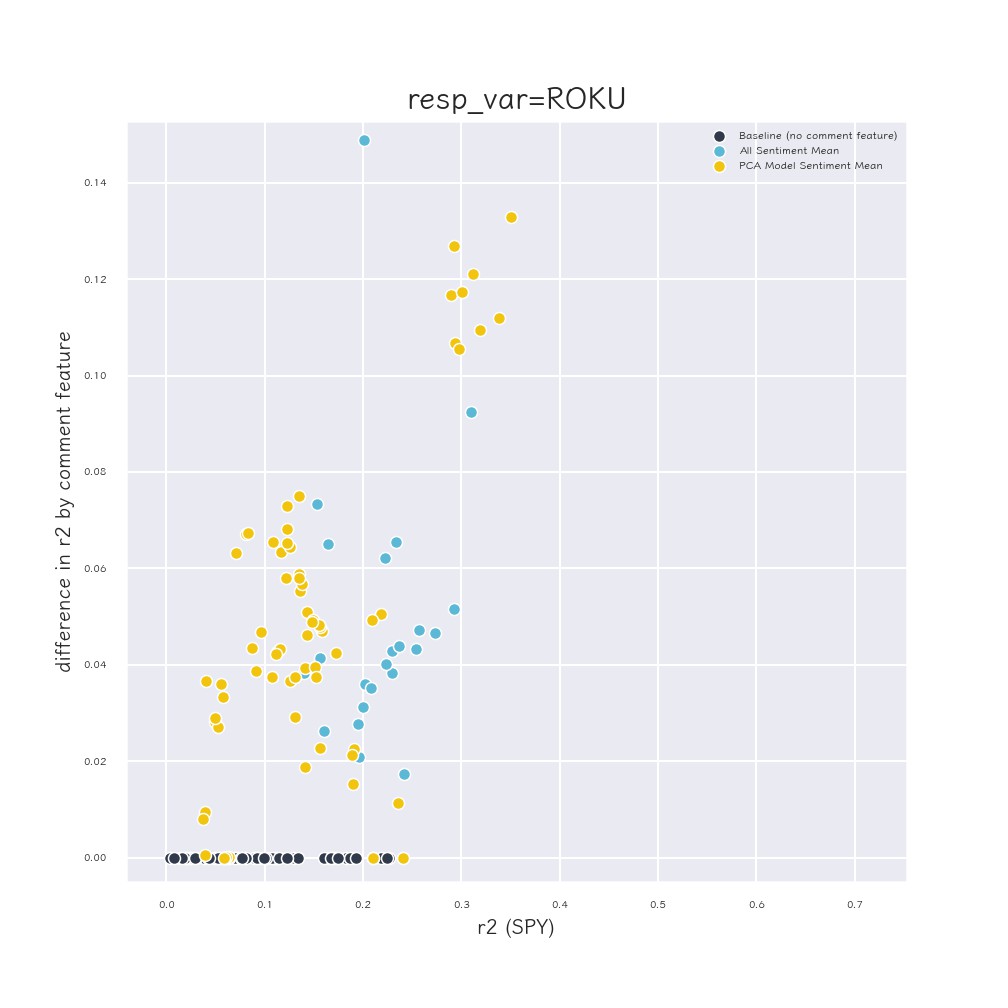 resp_var=ROKU
Baseline (no comment feature)
All Sentiment Mean
PCA Model Sentiment Mean
difference in r2 by comment feature
0.14
0.12
0.10
0.08
0.06
0.04
0.02
0.00
0.0 0.1 0.2 0.3 0.4 0.5 0.6 0.7
r2 (SPY)